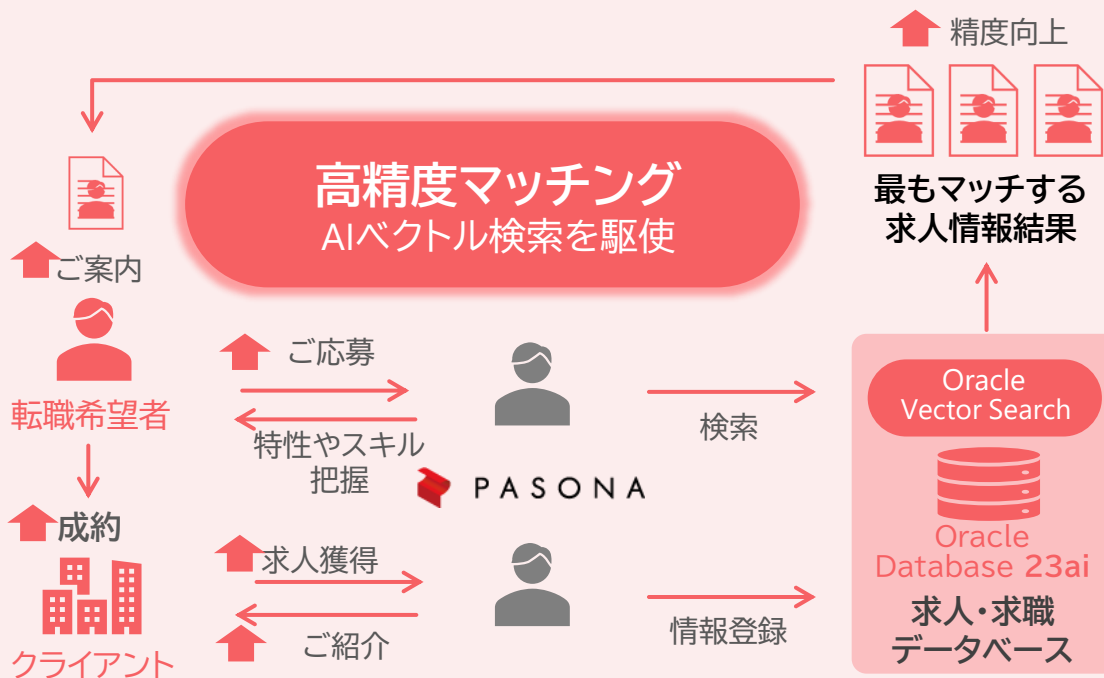 精度向上
高精度マッチング
AIベクトル検索を駆使
最もマッチする
求人情報結果
ご案内
転職希望者
ご応募
特性やスキル
把握
検索
Oracle
Vector Search
PASONA
成約
クライアント
求人獲得
ご紹介
情報登録
Oracle
Database 23ai
求人・求職
データベース